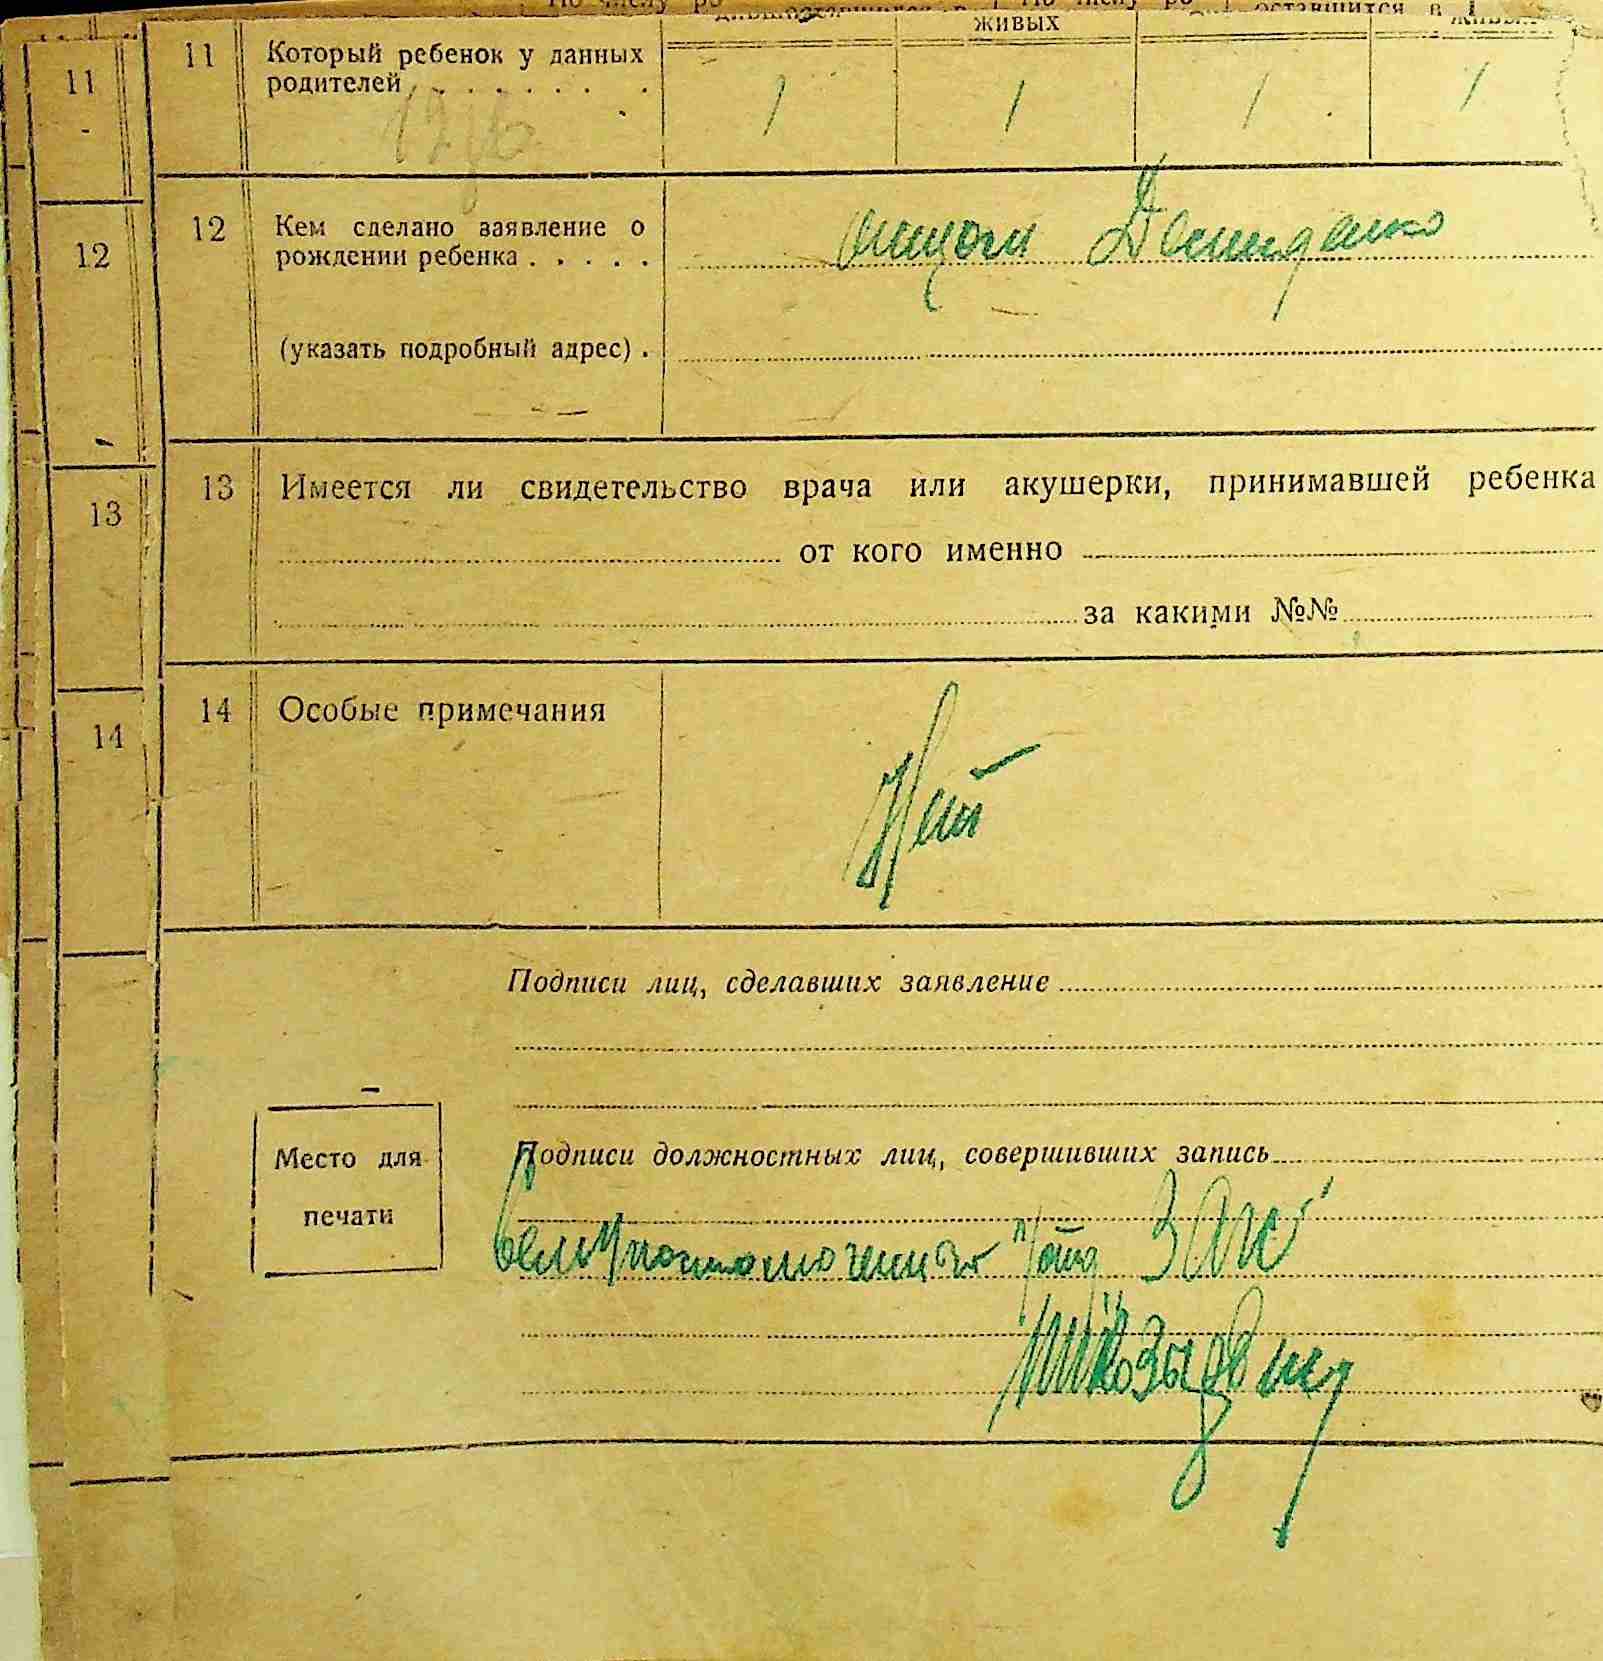 живых
11 11 Который ребенок у данных
родителей . . . . . . . 1 1 1 1
12 12 Кем сделано заявление о
рождении ребенка . . . . . отцом Демиденко
(указать подробный адрес) .
13 13 Имеется ли свидетельство врача или акушерки, принимавшей ребенка
от кого именно
за какими №№
14 14 Особые примечания Нет
Подписи лиц, сделавших заявление
Место для
печати
Подписи должностных лиц, совершивших запись
ЗАГС